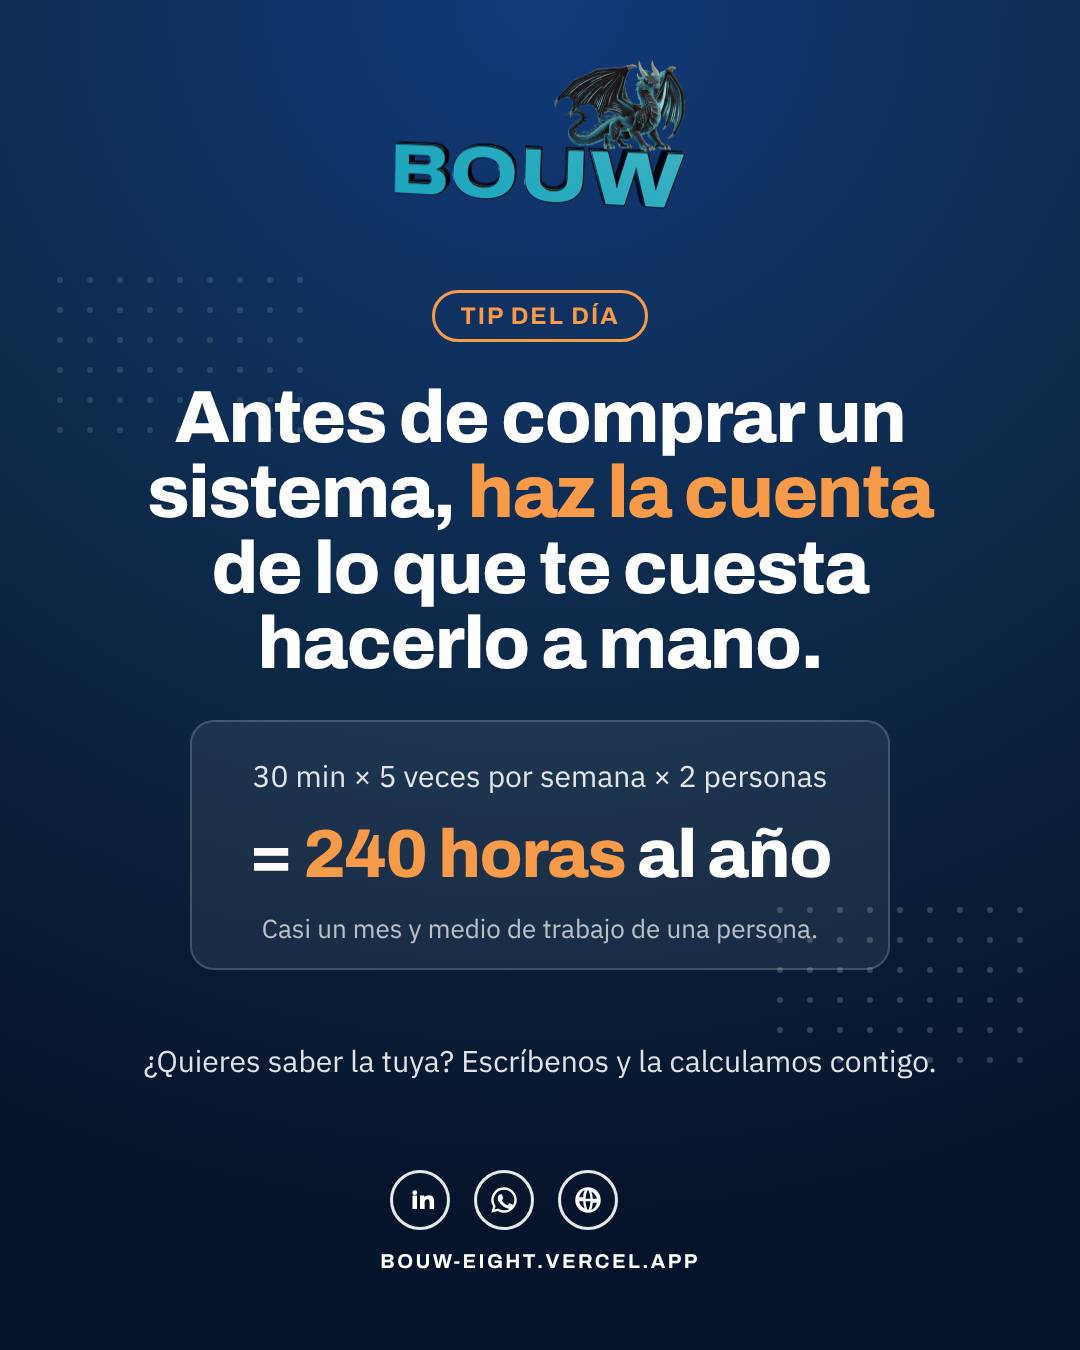 BOUW
TIP DEL DÍA
Antes de comprar un
sistema, haz la cuenta
de lo que te cuesta
hacerlo a mano.
30 min × 5 veces por semana × 2 personas
= 240 horas al año
Casi un mes y medio de trabajo de una persona.
¿Quieres saber la tuya? Escríbenos y la calculamos contigo.
in
BOUW-EIGHT.VERCEL.APP